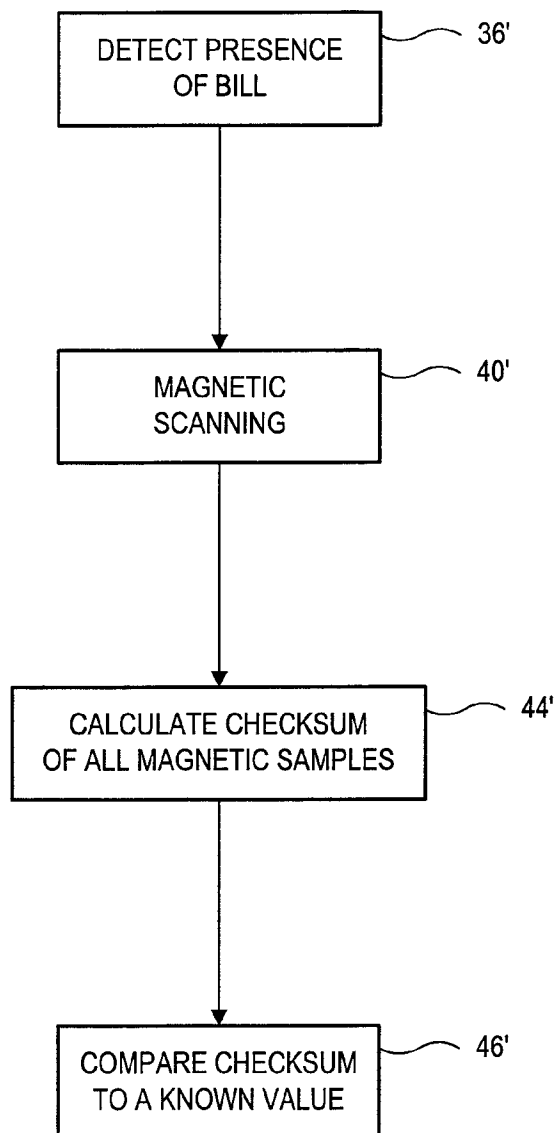 DETECT PRESENCE
OF BILL
36'
MAGNETIC
SCANNING
40'
CALCULATE CHECKSUM
OF ALL MAGNETIC SAMPLES
44'
COMPARE CHECKSUM
TO A KNOWN VALUE
46'